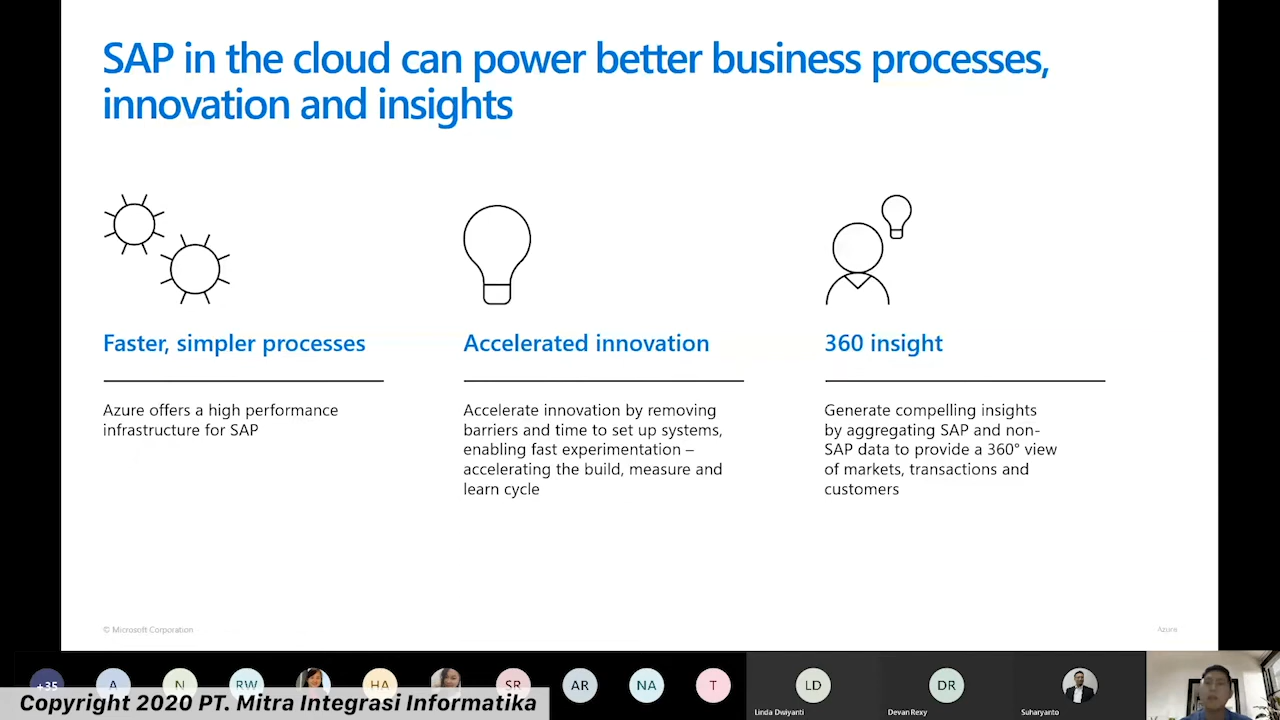 SAP in the cloud can power better business processes,
innovation and insights
Faster, simpler processes
Azure offers a high performance
infrastructure for SAP
Accelerated innovation
Accelerate innovation by removing
barriers and time to set up systems,
enabling fast experimentation –
accelerating the build, measure and
learn cycle
360 insight
Generate compelling insights
by aggregating SAP and non-
SAP data to provide a 360° view
of markets, transactions and
customers
© Microsoft Corporation
Azure
+35
A
N
RW
HA
SR
AR
NA
T
LD
Linda Dwiyanti
DR
Devan Rexy
Suharyanto
Copyright 2020 PT. Mitra Integrasi Informatika